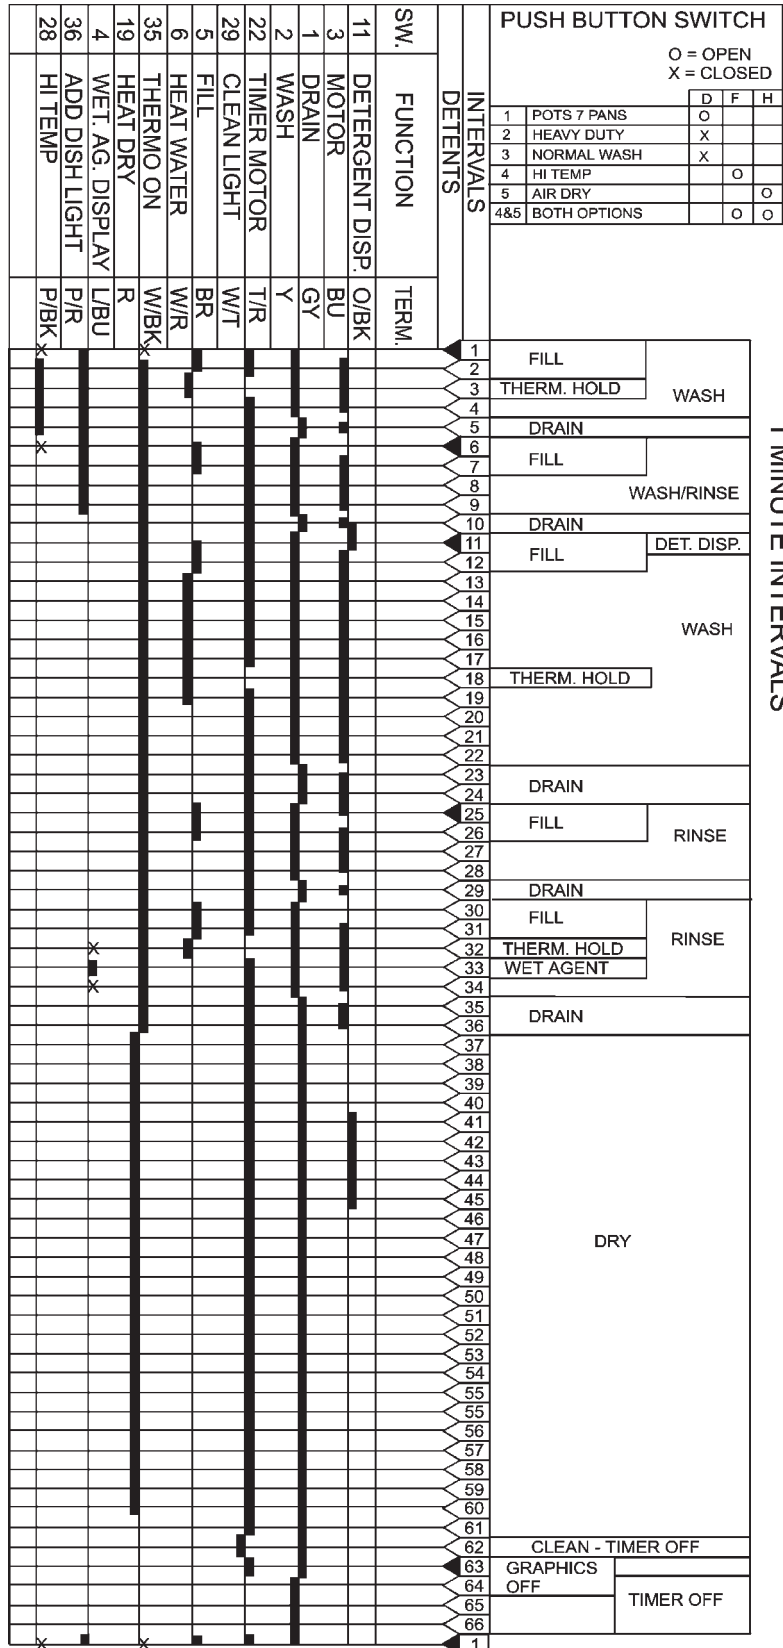 PUSH BUTTON SWITCH
O = OPEN
X = CLOSED
D F H
1 POTS 7 PANS O
2 HEAVY DUTY X
3 NORMAL WASH X
4 HI TEMP O
5 AIR DRY O
4&5 BOTH OPTIONS O O
1 MINUTE INTERVALS
INTERVALS
DETENTS
SW. FUNCTION TERM.
11 DETERGENT DISP. O/BK
3 MOTOR BU
1 DRAIN GY
2 WASH Y
22 TIMER MOTOR T/R
29 CLEAN LIGHT W/T
5 FILL BR
6 HEAT WATER W/R
35 THERMO ON W/BK
19 HEAT DRY R
4 WET. AG. DISPLAY L/BU
36 ADD DISH LIGHT P/R
28 HI TEMP P/BK
X X 1
FILL
2
3 THERM. HOLD WASH
4
5 DRAIN
X 6
7 FILL
8 WASH/RINSE
9
10 DRAIN
11 DET. DISP.
12 FILL
13
14
15 WASH
16
17
18 THERM. HOLD
19
20
21
22
23
24 DRAIN
25
26 FILL RINSE
27
28
29 DRAIN
30
31 FILL RINSE
X 32 THERM. HOLD
33 WET AGENT
X 34
35
36 DRAIN
37
38
39
40
41
42
43
44
45
46
47 DRY
48
49
50
51
52
53
54
55
55
56
57
58
59
60
61
62 CLEAN - TIMER OFF
63 GRAPHICS
64 OFF
65 TIMER OFF
66
X X 1